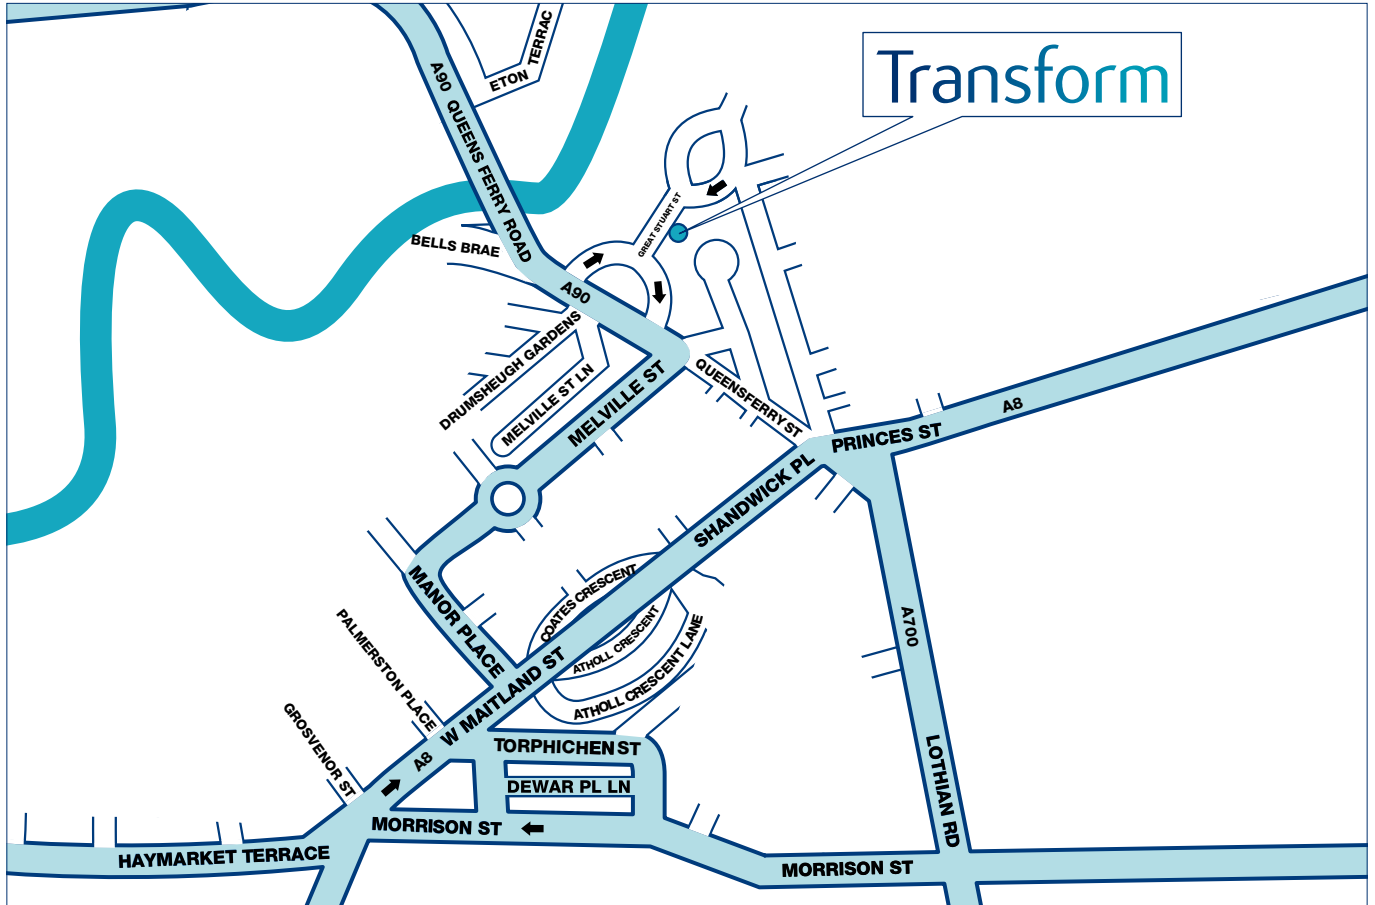 ETON TERRAC
Transform
A90 QUEENS FERRY ROAD
GREAT STUART ST
BELLS BRAE
A90
DRUMSHEUGH GARDENS
MELVILLE ST LN
MELVILLE ST
QUEENSFERRY ST
PRINCES ST
A8
SHANDWICK PL
MANOR PLACE
COATES CRESCENT
ATHOLL CRESCENT
ATHOLL CRESCENT LANE
A700
PALMERSTON PLACE
W MAITLAND ST
GROSVENOR ST
A8
TORPHICHEN ST
DEWAR PL LN
LOTHIAN RD
MORRISON ST
HAYMARKET TERRACE
MORRISON ST